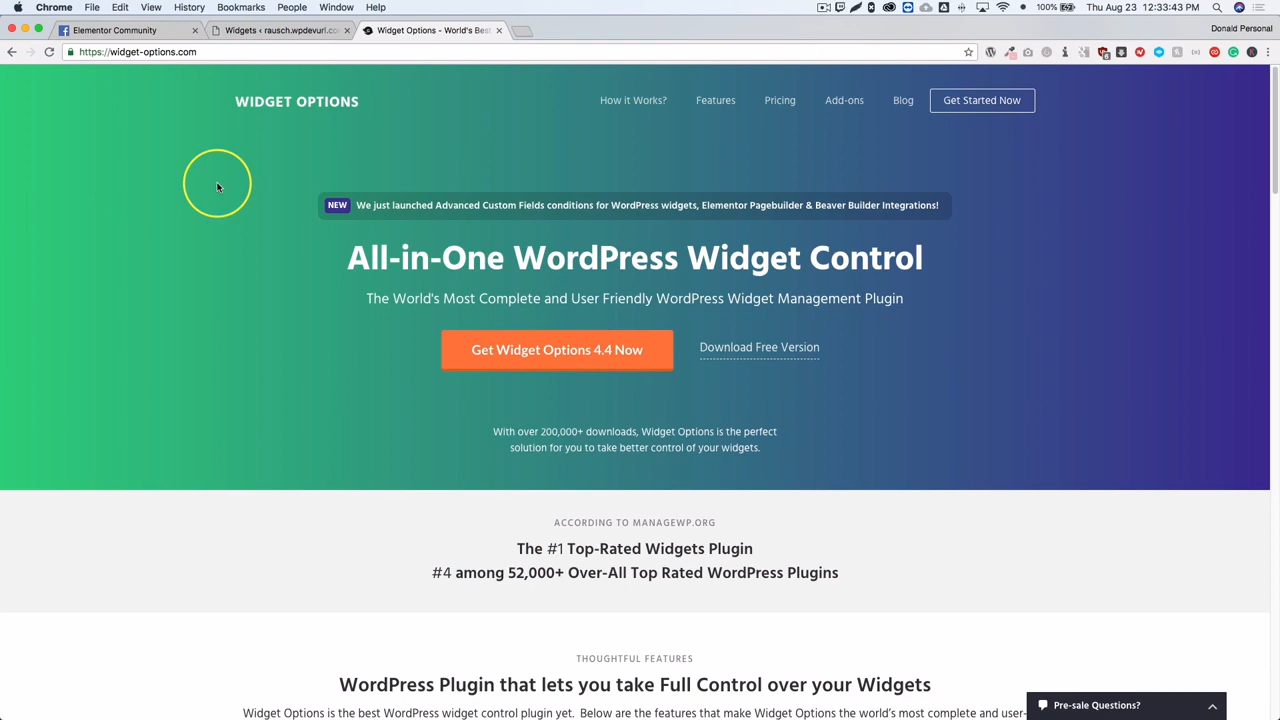 Chrome File Edit View History Bookmarks People Window Help
100% Thu Aug 23 12:33:43 PM Donald Personal
Elementor Community
Widgets ‹ rausch.wpdevurl.co
Widget Options - World's Bes
Donald Personal
https://widget-options.com
WIDGET OPTIONS
How it Works? Features Pricing Add-ons Blog Get Started Now
NEW We just launched Advanced Custom Fields conditions for WordPress widgets, Elementor Pagebuilder & Beaver Builder Integrations!
All-in-One WordPress Widget Control
The World's Most Complete and User Friendly WordPress Widget Management Plugin
Get Widget Options 4.4 Now Download Free Version
With over 200,000+ downloads, Widget Options is the perfect
solution for you to take better control of your widgets.
ACCORDING TO MANAGEWP.ORG
The #1 Top-Rated Widgets Plugin
#4 among 52,000+ Over-All Top Rated WordPress Plugins
THOUGHTFUL FEATURES
WordPress Plugin that lets you take Full Control over your Widgets
Widget Options is the best WordPress widget control plugin yet. Below are the features that make Widget Options the world's most complete and user-
Pre-sale Questions?